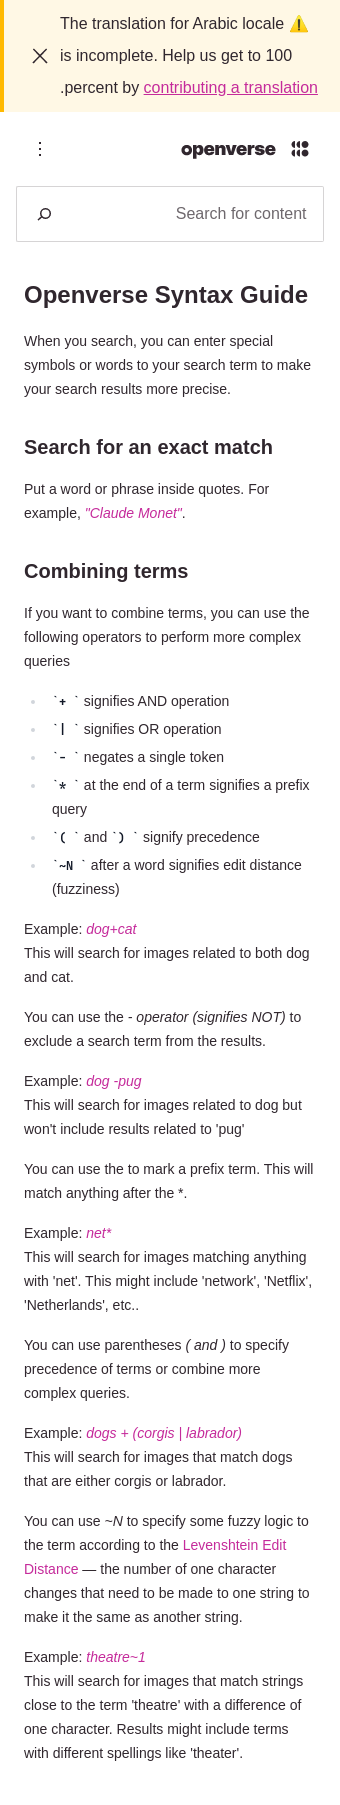 The translation for Arabic locale ⚠️
is incomplete. Help us get to 100
.percent by contributing a translation
openverse
Search for content
Openverse Syntax Guide
When you search, you can enter special
symbols or words to your search term to make
your search results more precise.
Search for an exact match
Put a word or phrase inside quotes. For
example, "Claude Monet".
Combining terms
If you want to combine terms, you can use the
following operators to perform more complex
queries
`+ ` signifies AND operation
`| ` signifies OR operation
`- ` negates a single token
`* ` at the end of a term signifies a prefix
query
`( ` and `) ` signify precedence
`~N ` after a word signifies edit distance
(fuzziness)
Example: dog+cat
This will search for images related to both dog
and cat.
You can use the - operator (signifies NOT) to
exclude a search term from the results.
Example: dog -pug
This will search for images related to dog but
won't include results related to 'pug'
You can use the to mark a prefix term. This will
match anything after the *.
Example: net*
This will search for images matching anything
with 'net'. This might include 'network', 'Netflix',
'Netherlands', etc..
You can use parentheses ( and ) to specify
precedence of terms or combine more
complex queries.
Example: dogs + (corgis | labrador)
This will search for images that match dogs
that are either corgis or labrador.
You can use ~N to specify some fuzzy logic to
the term according to the Levenshtein Edit
Distance — the number of one character
changes that need to be made to one string to
make it the same as another string.
Example: theatre~1
This will search for images that match strings
close to the term 'theatre' with a difference of
one character. Results might include terms
with different spellings like 'theater'.